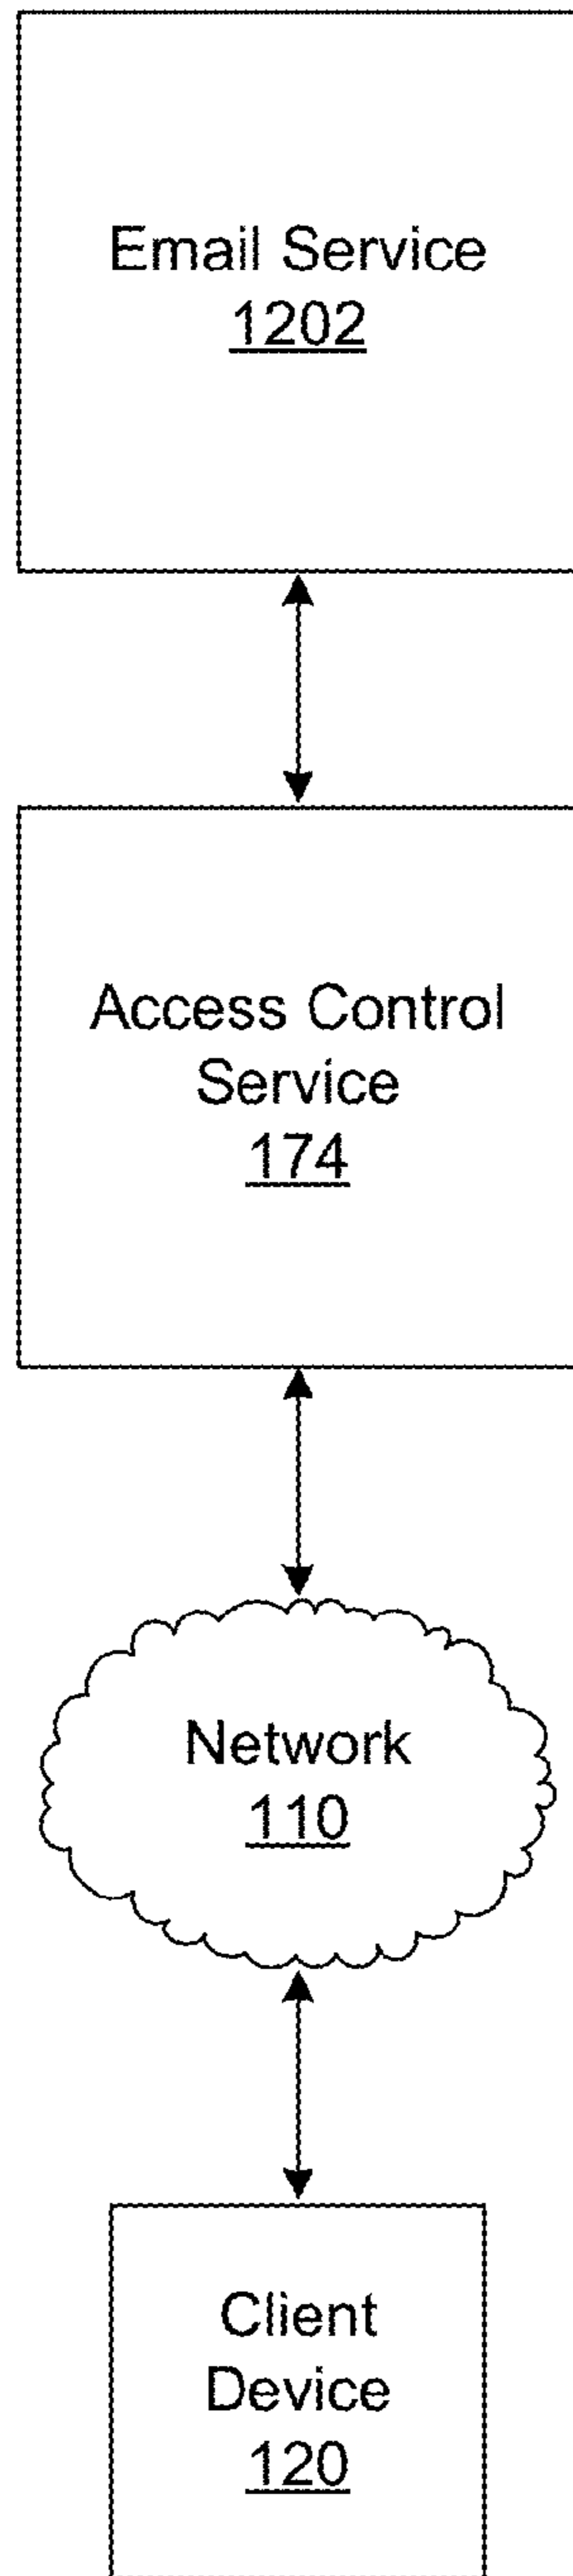 Email Service
1202
Access Control
Service
174
Network
110
Client
Device
120